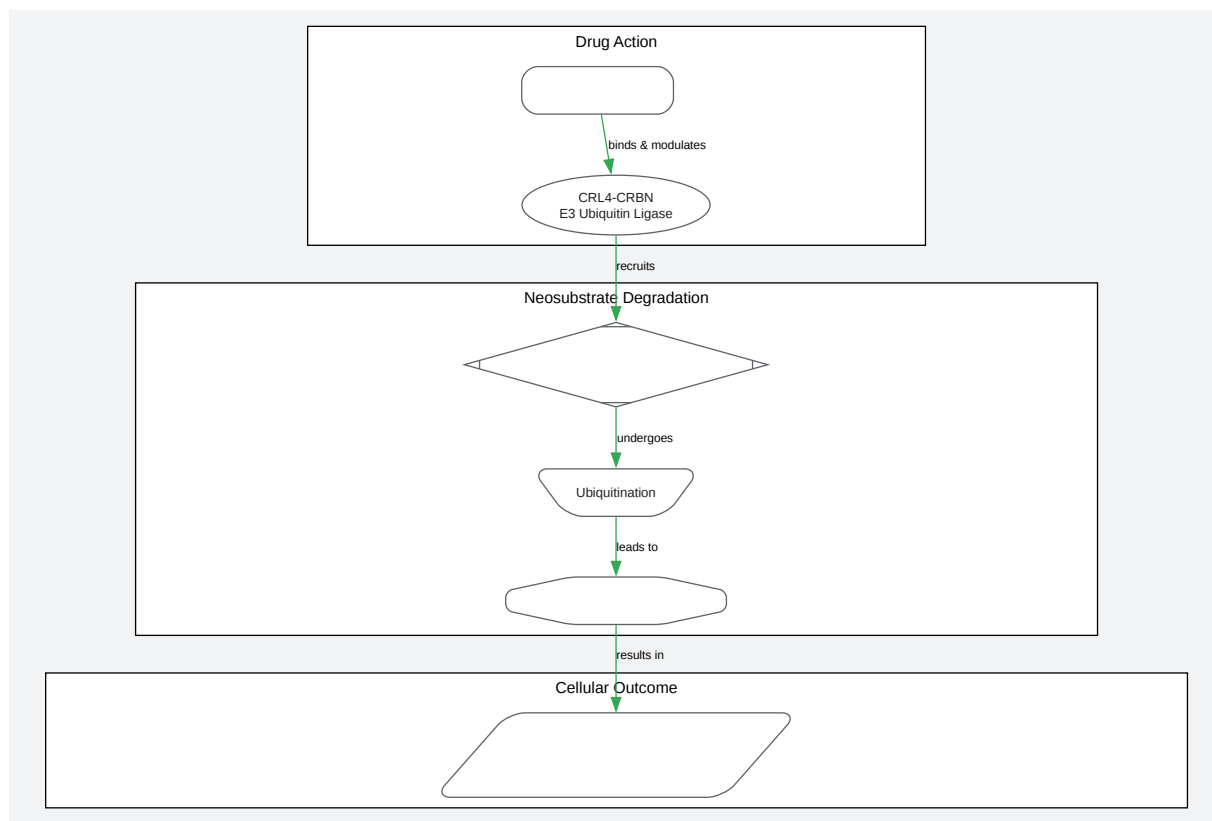 Drug Action
binds & modulates
CRL4-CRBN
E3 Ubiquitin Ligase
recruits
Neosubstrate Degradation
undergoes
Ubiquitination
leads to
results in
Cellular Outcome